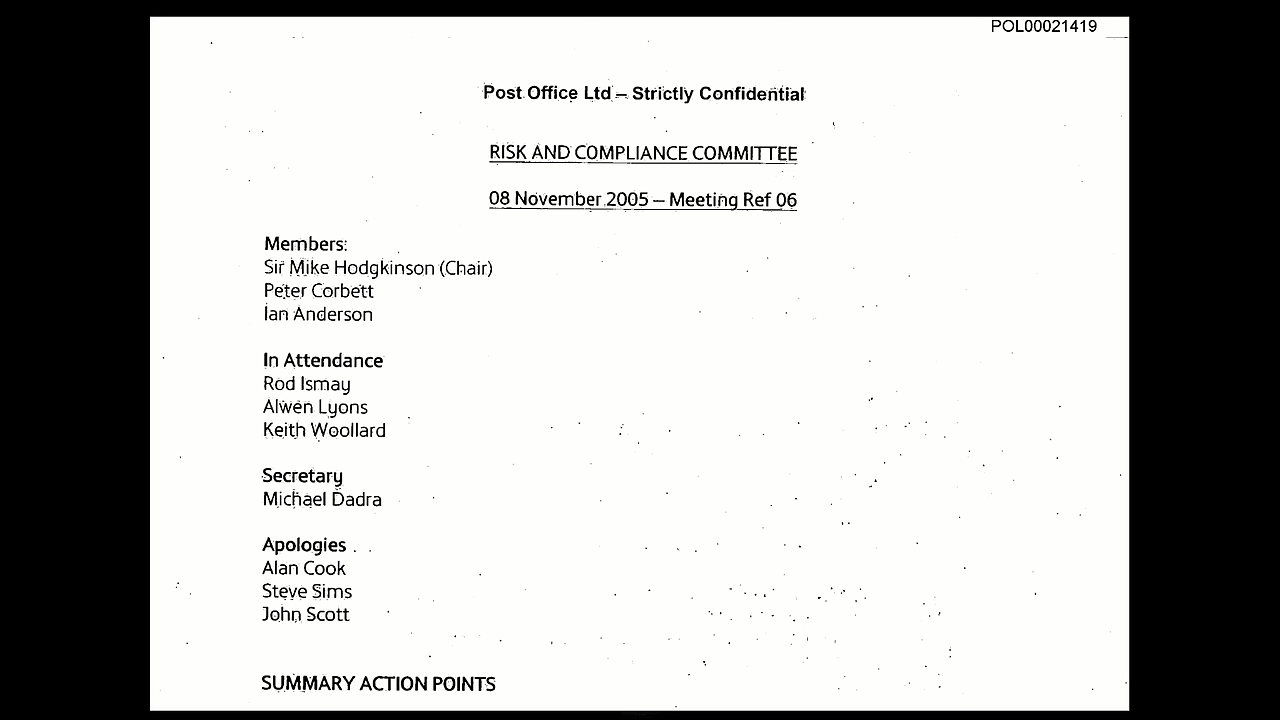 POL00021419
Post Office Ltd – Strictly Confidential
RISK AND COMPLIANCE COMMITTEE
08 November 2005 – Meeting Ref 06
Members:
Sir Mike Hodgkinson (Chair)
Peter Corbett
Ian Anderson
In Attendance
Rod Ismay
Alwen Lyons
Keith Woollard
Secretary
Michael Dadra
Apologies
Alan Cook
Steve Sims
John Scott
SUMMARY ACTION POINTS